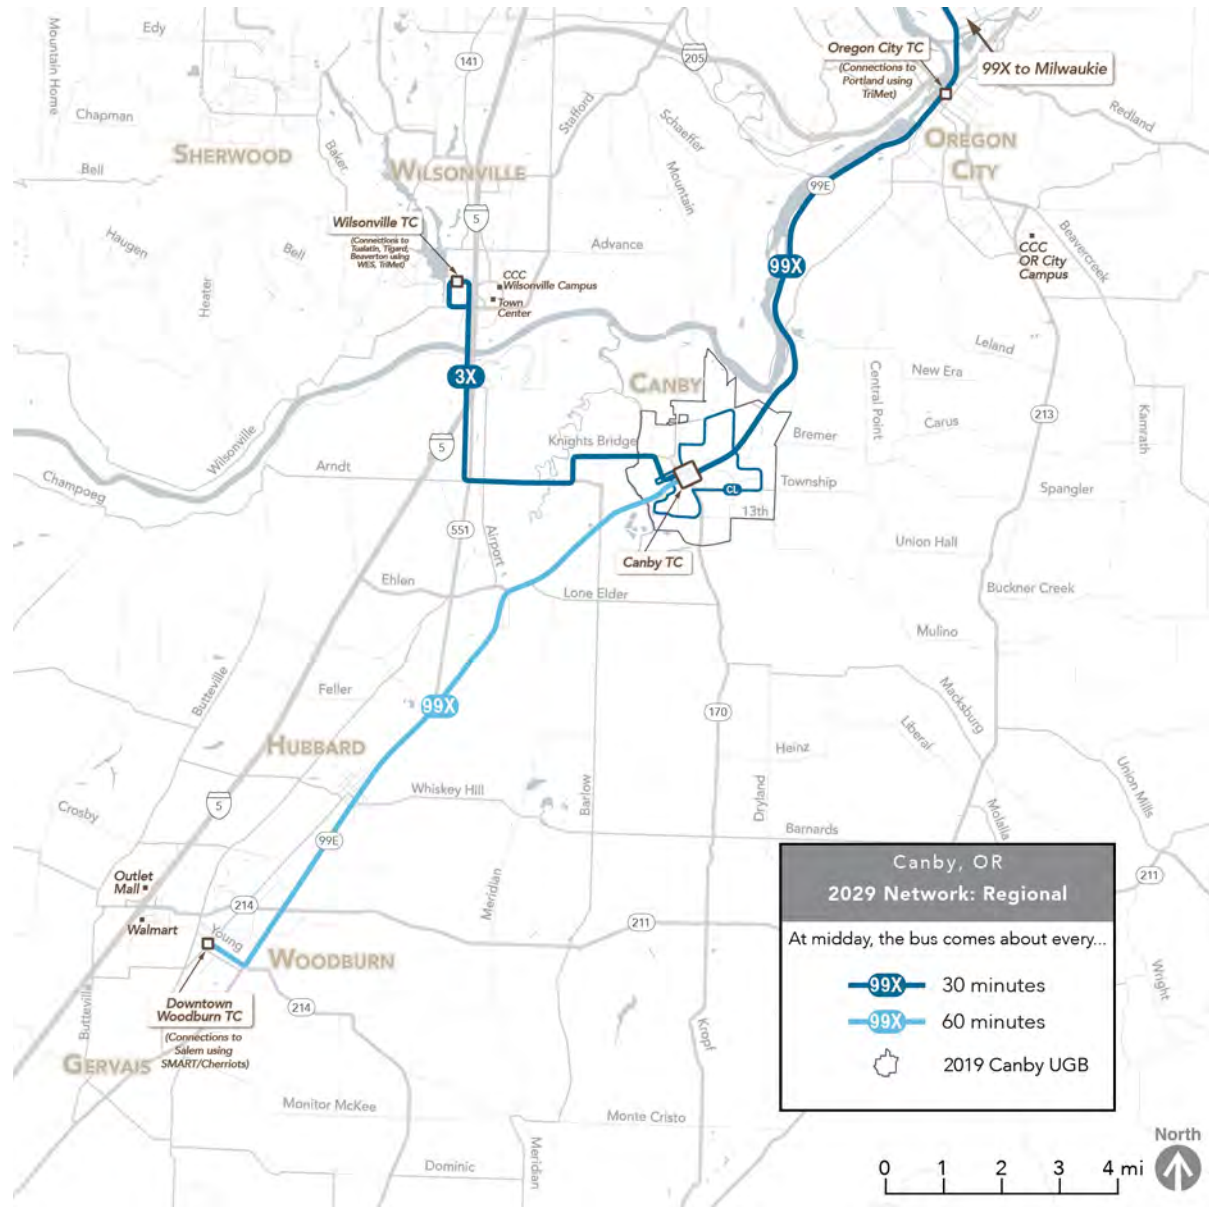 Mountain Home
Edy
141
205
Oregon City TC
(Connections to
Portland using
TriMet)
99X to Milwaukie
Chapman
Stafford
Schaeffer
Redland
SHERWOOD
Baker
WILSONVILLE
OREGON
CITY
Bell
Mountain
99E
Wilsonville TC
(Connections to
Tualatin, Tigard,
Beaverton using
WES, TriMet)
5
Haugen
Bell
Advance
Beavercreek
CCC
OR City
Campus
99X
CCC
Wilsonville Campus
Town
Center
Heater
Leland
3X
CANBY
New Era
Central Point
213
Kamrath
Carus
Knights Bridge
Bremer
Wilsonville
5
Arndt
Champoeg
Township
CL
Spangler
13th
551
Airport
Union Hall
Canby TC
Ehlen
Lone Elder
Buckner Creek
Mulino
Butteville
Feller
99X
170
Macksburg
Liberal
HUBBARD
Heinz
Whiskey Hill
Barlow
Dryland
Union Mills
5
Crosby
Molalla
99E
Barnards
Outlet
Mall
Meridian
211
214
Walmart
Young
211
WOODBURN
Downtown
Woodburn TC
(Connections to
Salem using
SMART/Cherriots)
214
Butteville
Kropf
Wright
GERVAIS
Monitor McKee
Monte Cristo
Meridian
Dominic
Canby, OR
2029 Network: Regional
At midday, the bus comes about every...
99X 30 minutes
99X 60 minutes
2019 Canby UGB
North
0 1 2 3 4 mi